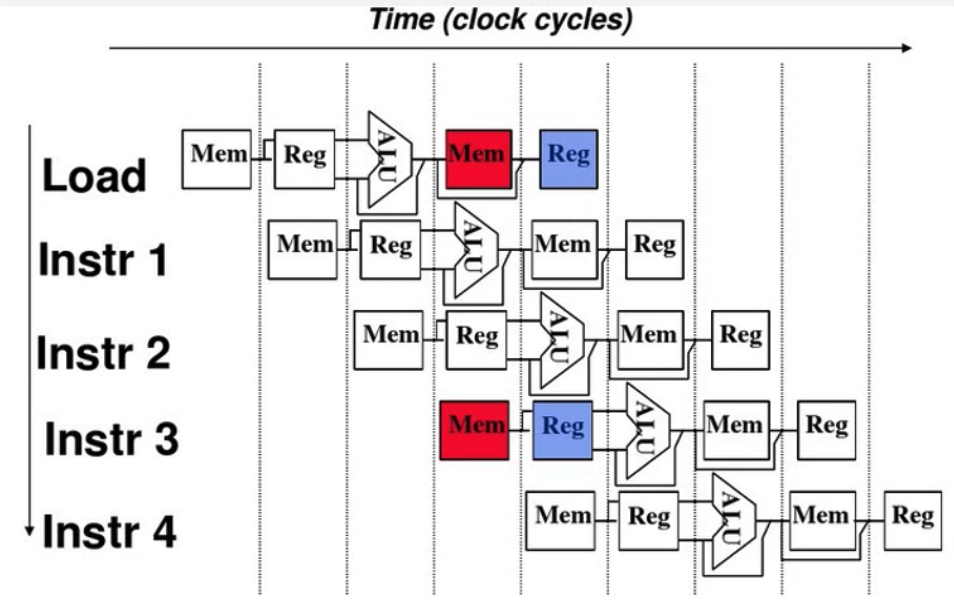 Time (clock cycles)
Load Mem Reg ALU Mem Reg
Instr 1 Mem Reg ALU Mem Reg
Instr 2 Mem Reg ALU Mem Reg
Instr 3 Mem Reg ALU Mem Reg
Instr 4 Mem Reg ALU Mem Reg